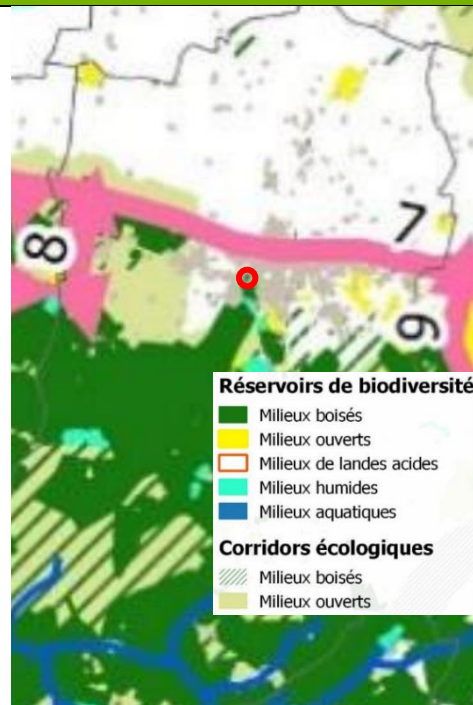 7
8
9
Réservoirs de biodiversité
Milieux boisés
Milieux ouverts
Milieux de landes acides
Milieux humides
Milieux aquatiques
Corridors écologiques
Milieux boisés
Milieux ouverts